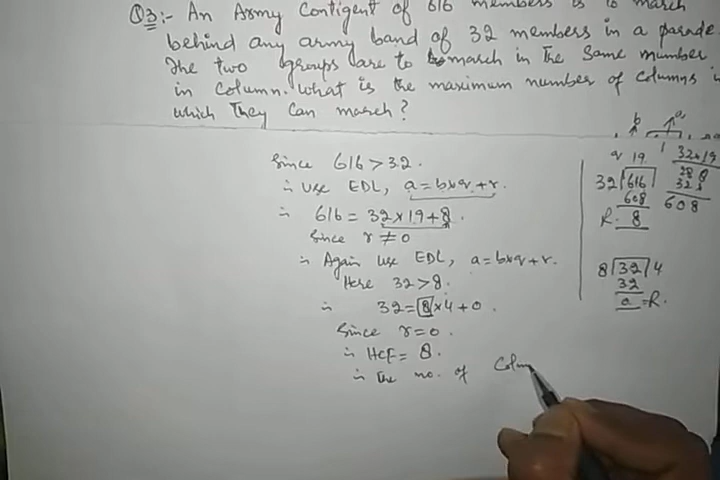 Q3:- An Army Contigent of 616 members is to march
behind any army band of 32 members in a parade.
The two groups are to march in the same number
in column. What is the maximum number of columns in
which they can march?
Since 616>32.
∴ Use EDL, a=b×q+r.
∴ 616=32×19+8.
Since r≠0
∴ Again Use EDL, a=b×q+r.
Here 32>8.
∴ 32=8×4+0.
Since r=0.
∴ HCF= 8.
∴ The no. of Colum
b a
q 19
32)616(
608
R. 8
32×19
288
32×
608
8)32(4
32
0=R.